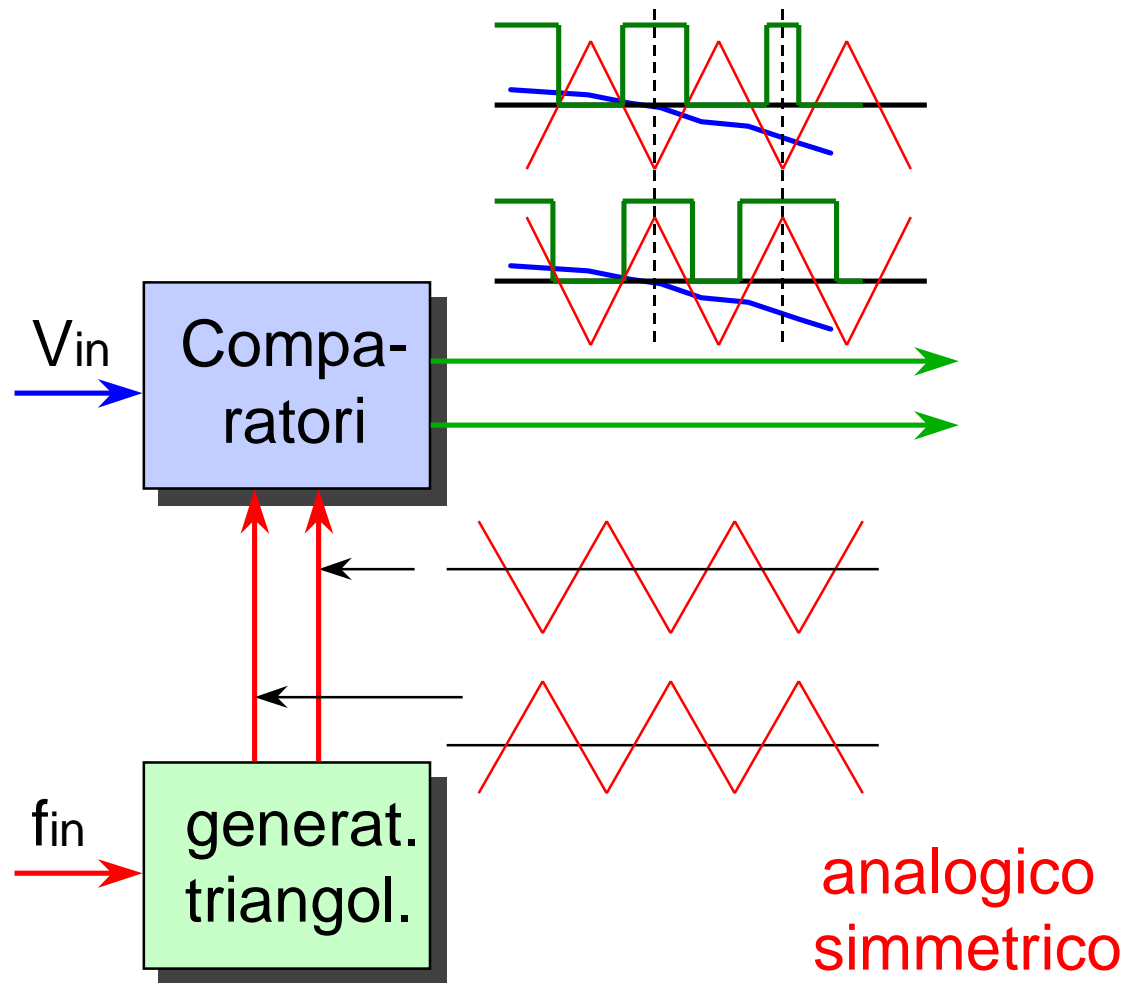 Vin
Compa-
ratori
fin
generat.
triangol.
analogico
simmetrico